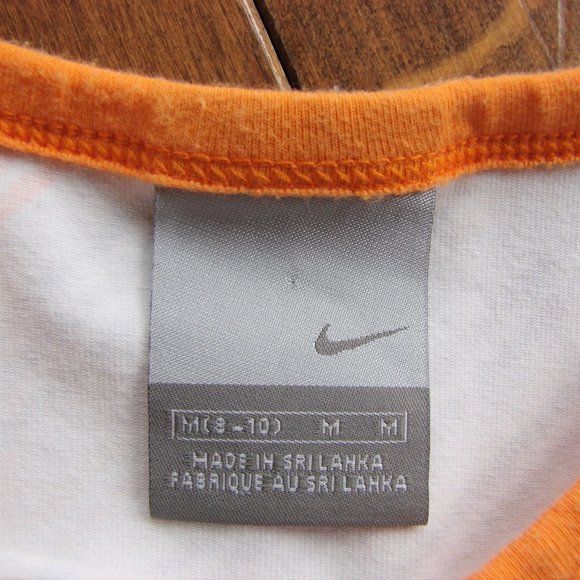 M(8-10) M M
MADE IN SRI LANKA
FABRIQUE AU SRI LANKA